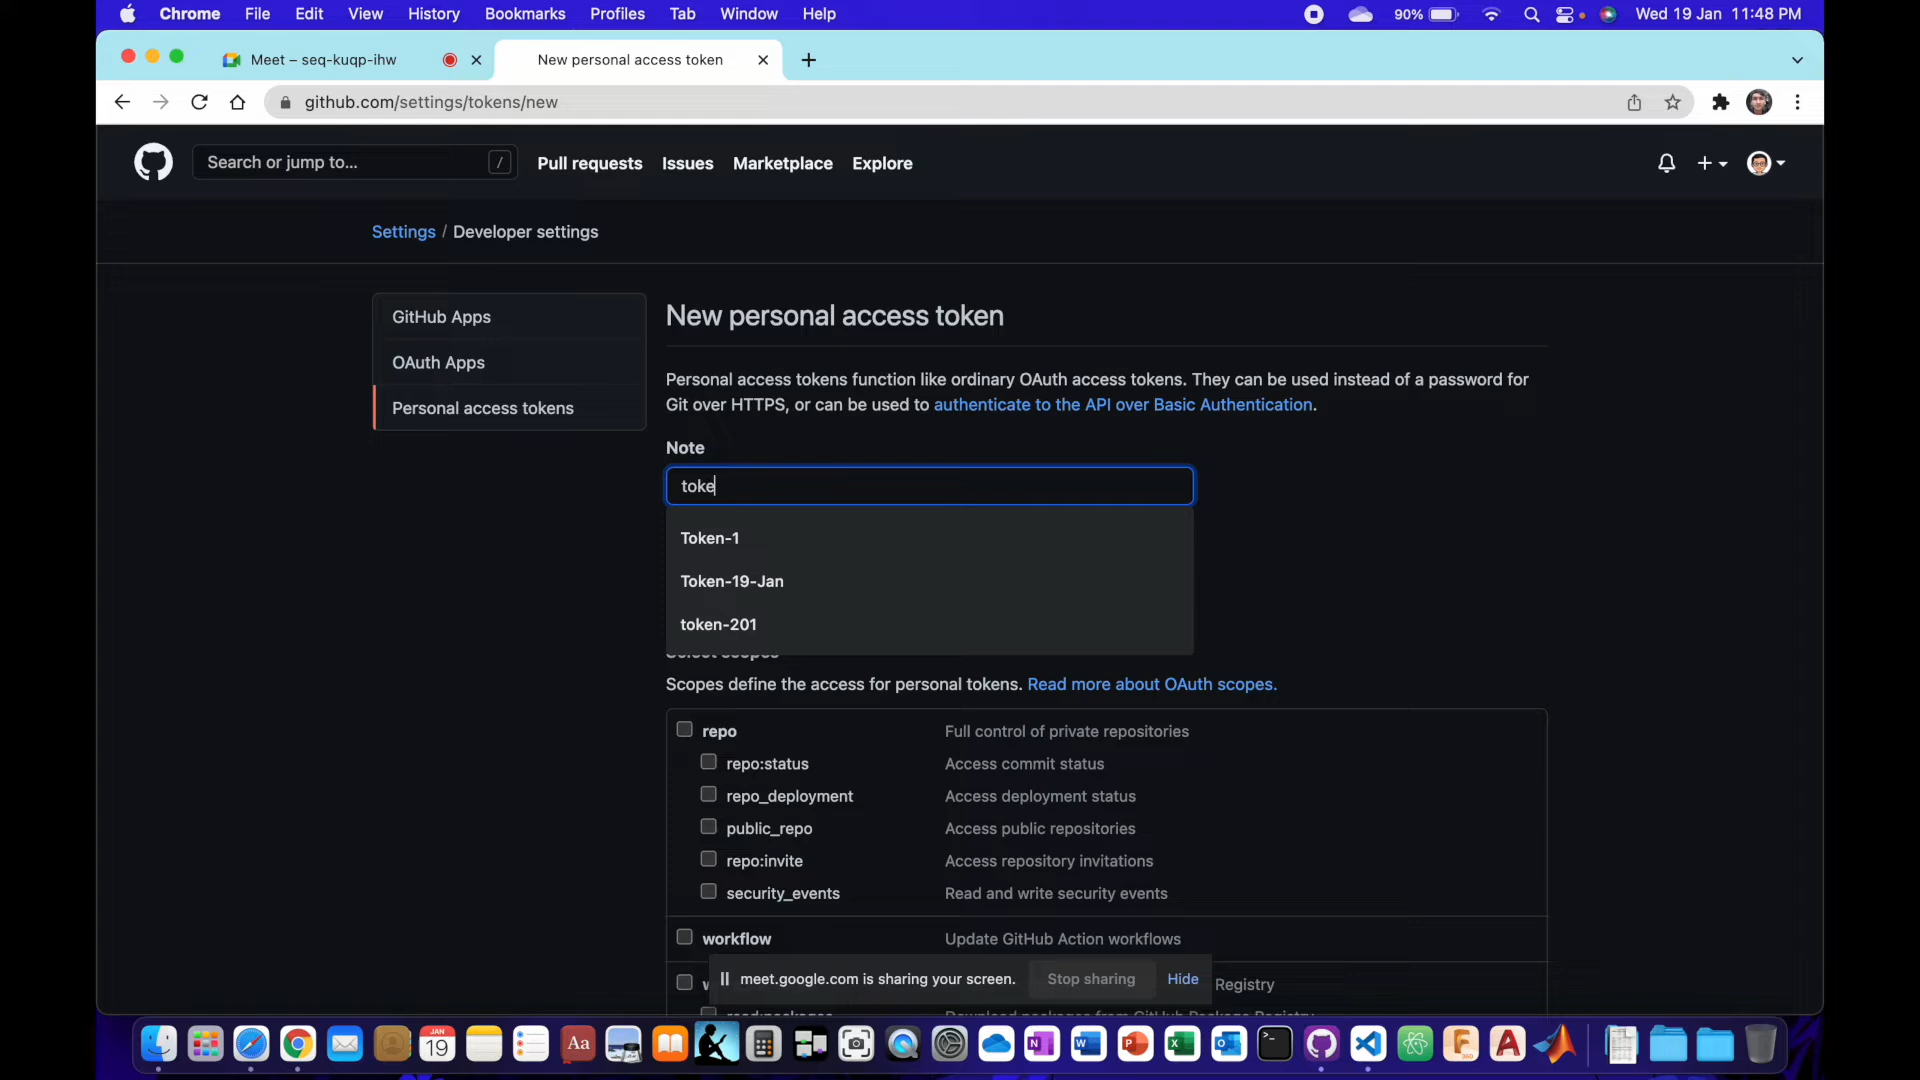 Chrome File Edit View History Bookmarks Profiles Tab Window Help 90% Wed 19 Jan 11:48 PM
Meet – seq-kuqp-ihw New personal access token
github.com/settings/tokens/new
Search or jump to... / Pull requests Issues Marketplace Explore
Settings / Developer settings
GitHub Apps
OAuth Apps
Personal access tokens
New personal access token
Personal access tokens function like ordinary OAuth access tokens. They can be used instead of a password for
Git over HTTPS, or can be used to authenticate to the API over Basic Authentication.
Note
toke
Token-1
Token-19-Jan
token-201
Scopes define the access for personal tokens. Read more about OAuth scopes.
repo Full control of private repositories
repo:status Access commit status
repo_deployment Access deployment status
public_repo Access public repositories
repo:invite Access repository invitations
security_events Read and write security events
workflow Update GitHub Action workflows
meet.google.com is sharing your screen. Stop sharing Hide
Registry
JAN
19
Aa